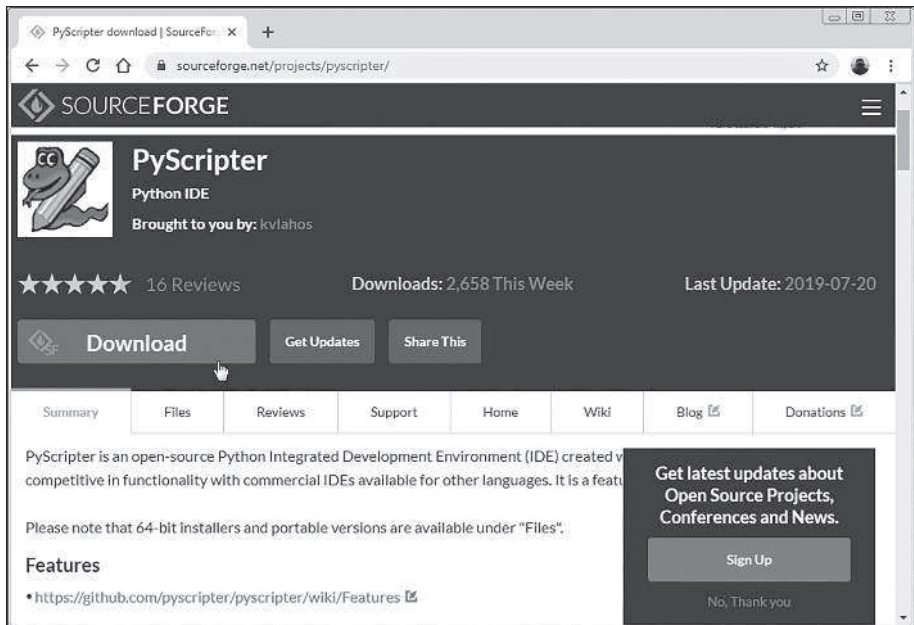 PyScripter download | SourceFor
sourceforge.net/projects/pyscripter/
SOURCEFORGE
PyScripter
Python IDE
Brought to you by: kvlahos
16 Reviews
Downloads: 2,658 This Week
Last Update: 2019-07-20
SF
Download
Get Updates
Share This
Summary
Files
Reviews
Support
Home
Wiki
Blog
Donations
PyScripter is an open-source Python Integrated Development Environment (IDE) created
competitive in functionality with commercial IDEs available for other languages. It is a
Please note that 64-bit installers and portable versions are available under "Files".
Features
• https://github.com/pyscripter/pyscripter/wiki/Features
Get latest updates about
Open Source Projects,
Conferences and News.
Sign Up
No, Thank you